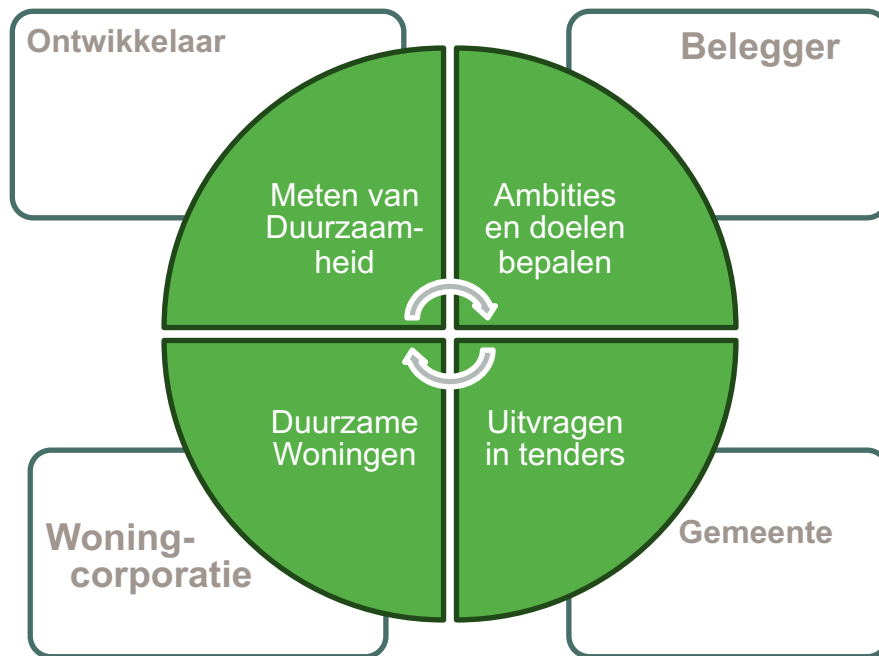 Ontwikkelaar
Belegger
Meten van
Duurzaam-
heid
Ambities
en doelen
bepalen
Duurzame
Woningen
Uitvragen
in tenders
Woning-
corporatie
Gemeente